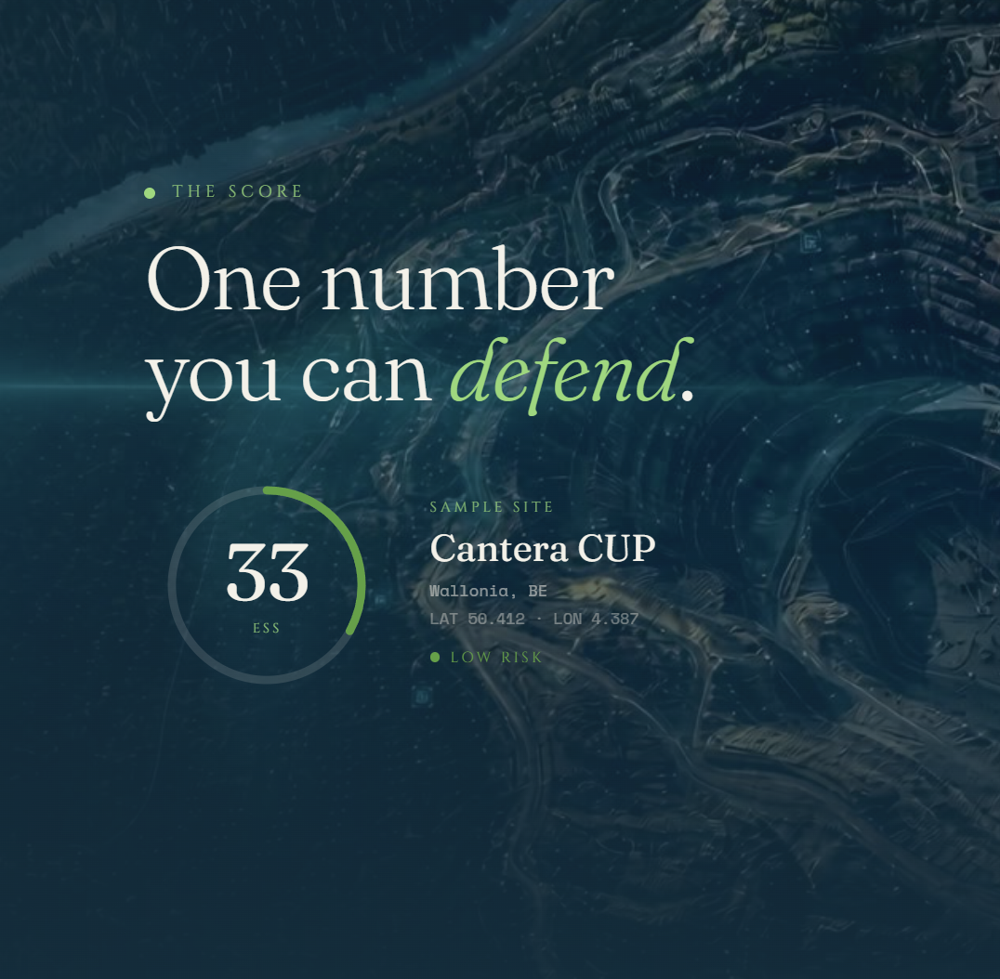 THE SCORE
One number
you can defend.
33
ESS
SAMPLE SITE
Cantera CUP
Wallonia, BE
LAT 50.412 · LON 4.387
LOW RISK